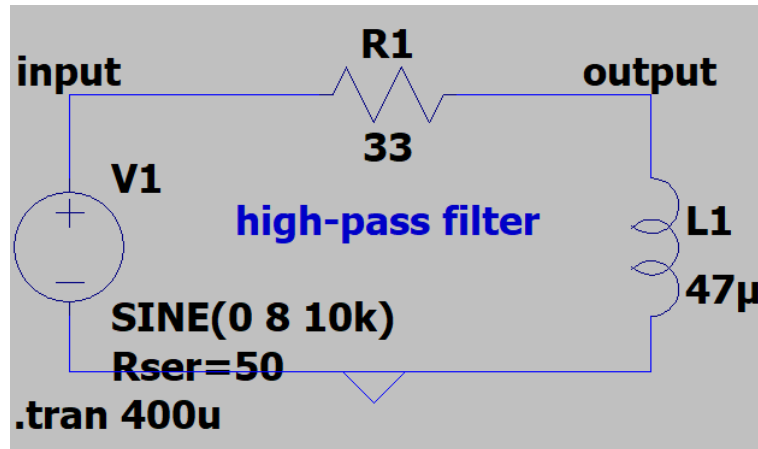 R1
input
output
33
V1
high-pass filter
L1
47µ
SINE(0 8 10k)
Rser=50
.tran 400u